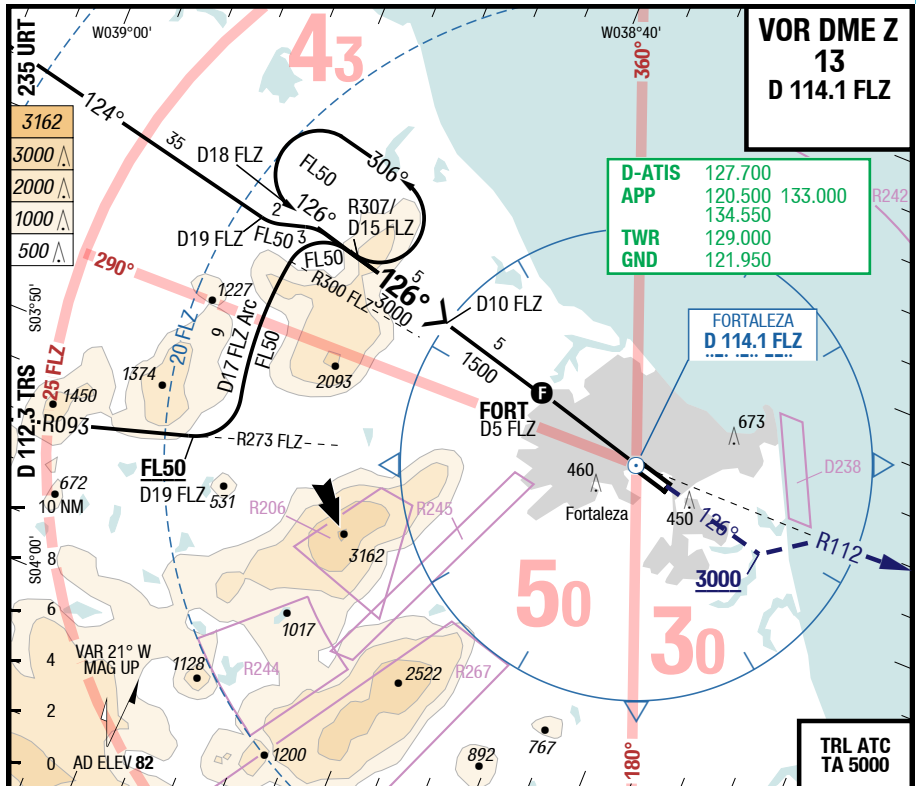 VOR DME Z
13
D 114.1 FLZ
W039°00'
W038°40'
235 URT
43
360°
124°
35
3162
3000
2000
1000
500
D18 FLZ
FL50
306°
126°
R307/
D15 FLZ
2
D19 FLZ
FL50
3
FL50
D-ATIS 127.700
APP 120.500 133.000
134.550
TWR 129.000
GND 121.950
R242
290°
R300 FLZ
126°
5
3000
D10 FLZ
1227
S03°50'
25 FLZ
20 FLZ
9
D17 FLZ Arc
FL50
5
1500
FORTALEZA
D 114.1 FLZ
1374
2093
1450
D 112.3 TRS
R093
FORT
D5 FLZ
F
673
R273 FLZ
FL50
D19 FLZ
672
10 NM
531
460
D238
R206
R245
Fortaleza
450
126°
R112
3162
S04°00'
8
3000
50
30
6
1017
VAR 21° W
MAG UP
4
1128
R244
R267
2522
2
767
1200
892
0
AD ELEV 82
180°
TRL ATC
TA 5000